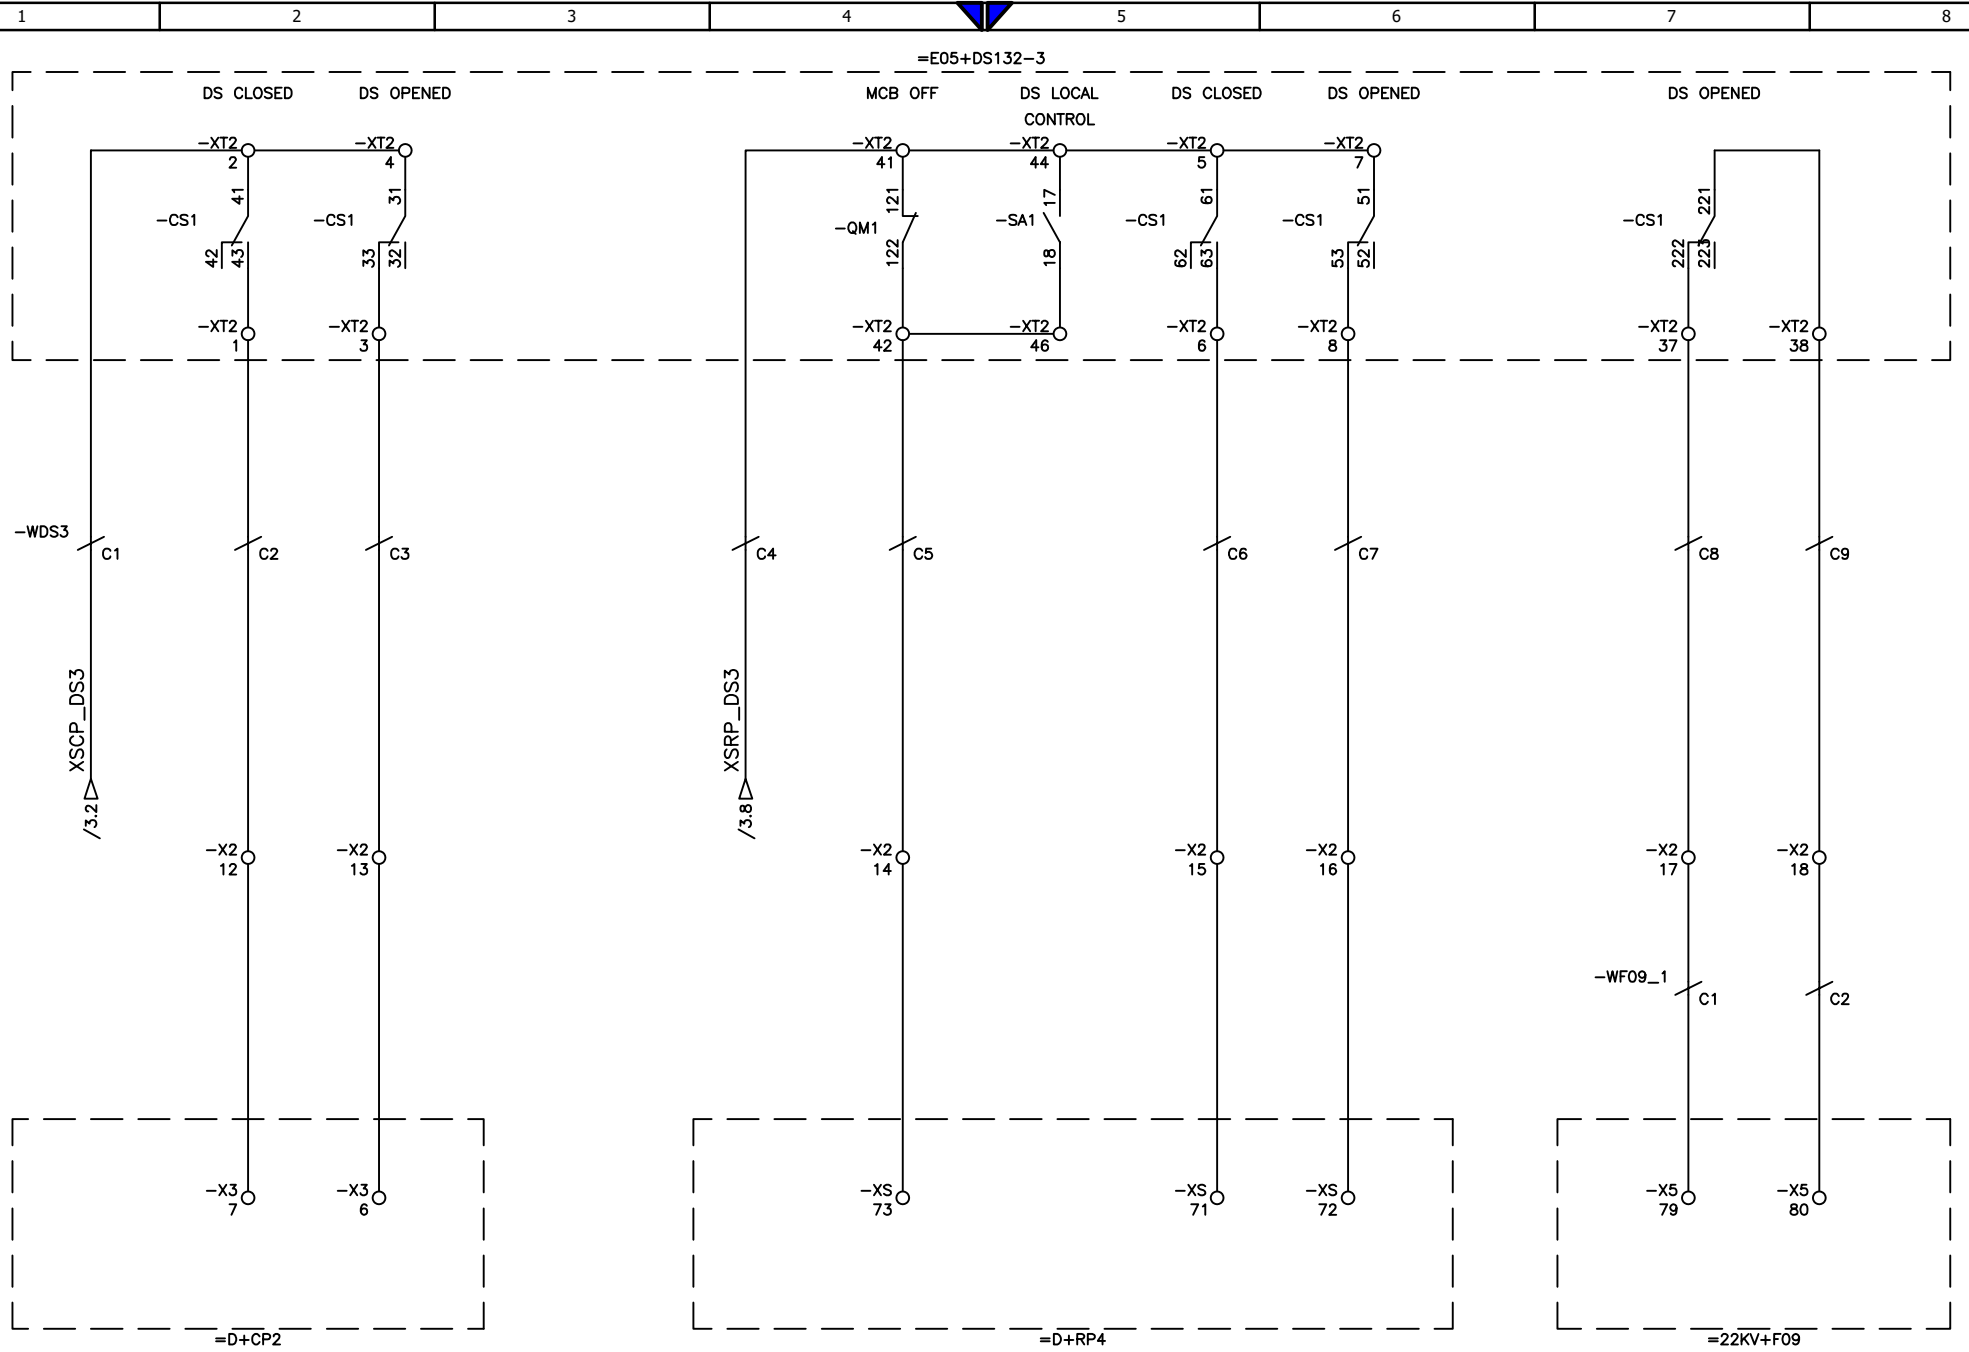 1 2 3 4 5 6 7 8
=E05+DS132-3
DS CLOSED DS OPENED MCB OFF DS LOCAL DS CLOSED DS OPENED DS OPENED
CONTROL
-XT2 -XT2 -XT2 -XT2 -XT2 -XT2
2 4 41 44 5 7
41 31 121 17 61 51 221
-CS1 -CS1 -QM1 -SA1 -CS1 -CS1 -CS1
42 43 33 32 122 18 62 63 53 52 222 223
-XT2 -XT2 -XT2 -XT2 -XT2 -XT2 -XT2 -XT2
1 3 42 46 6 8 37 38
-WDS3
C1 C2 C3 C4 C5 C6 C7 C8 C9
XSCP_DS3 XSRP_DS3
/3.2 /3.8
-X2 -X2 -X2 -X2 -X2 -X2 -X2
12 13 14 15 16 17 18
-WF09_1
C1 C2
-X3 -X3 -XS -XS -XS -X5 -X5
7 6 73 71 72 79 80
=D+CP2 =D+RP4 =22KV+F09